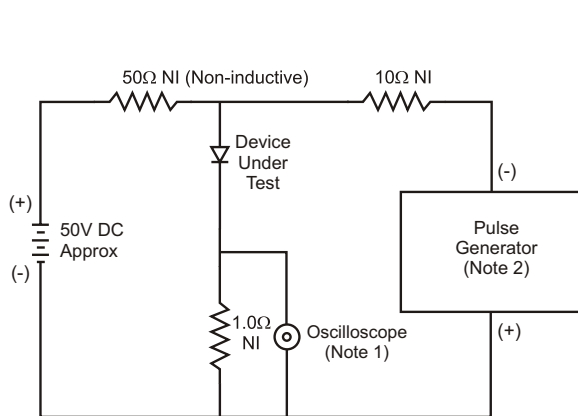 50Ω NI (Non-inductive)
10Ω NI
Device
Under
Test
(-)
(+)
50V DC
Approx
(-)
Pulse
Generator
(Note 2)
1.0Ω
NI
Oscilloscope
(Note 1)
(+)